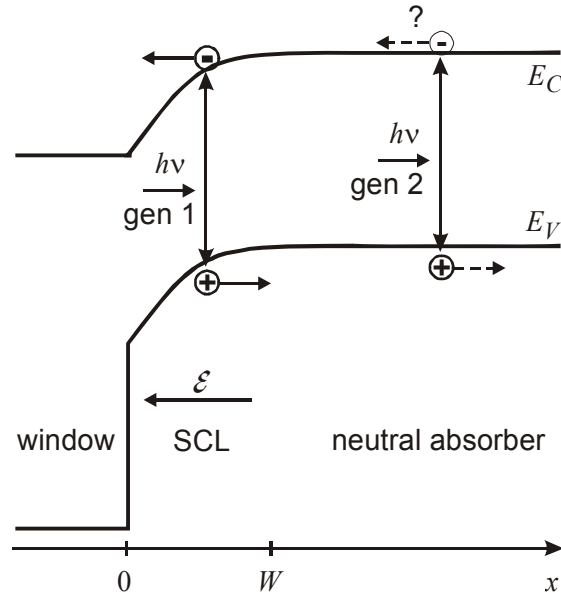 ?
- -
E_C
hν hν
gen 1 gen 2
E_V
+ +
ℰ
window SCL neutral absorber
0 W x